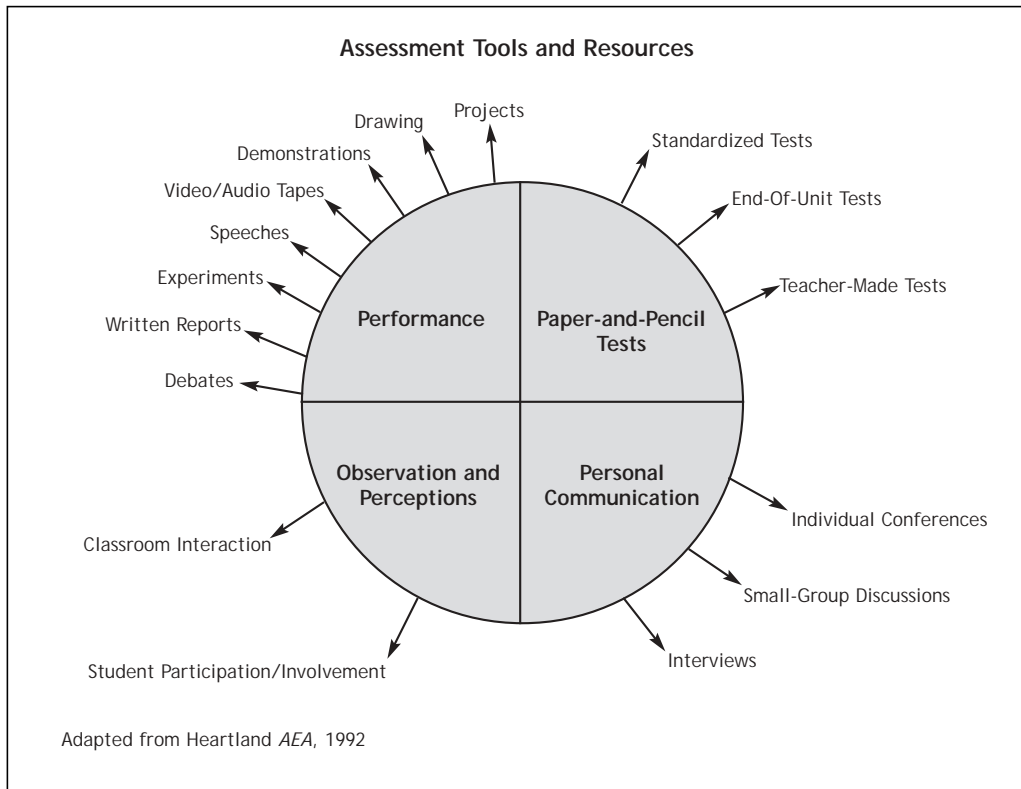 Assessment Tools and Resources
Projects
Drawing
Demonstrations
Video/Audio Tapes
Speeches
Experiments
Written Reports
Debates
Standardized Tests
End-Of-Unit Tests
Teacher-Made Tests
Performance
Paper-and-Pencil
Tests
Observation and
Perceptions
Personal
Communication
Classroom Interaction
Student Participation/Involvement
Individual Conferences
Small-Group Discussions
Interviews
Adapted from Heartland AEA, 1992